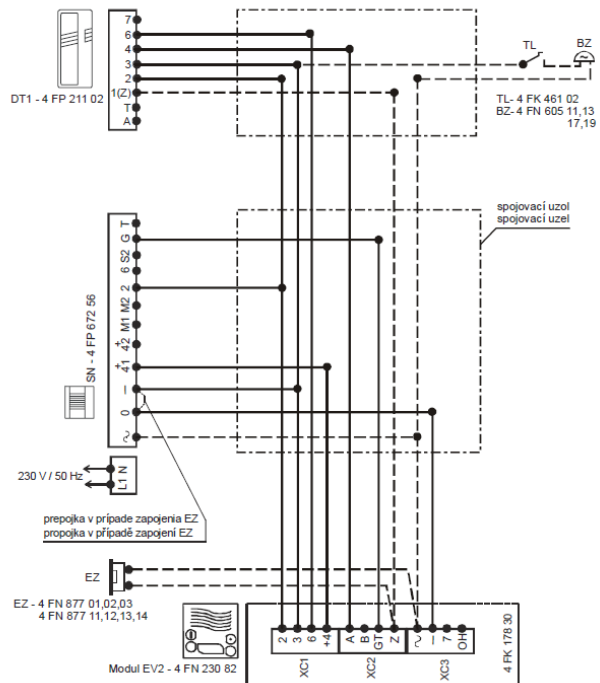 7
6
4
3
2
1(Z)
T
A
DT1 - 4 FP 211 02
TL
BZ
TL- 4 FK 461 02
BZ- 4 FN 605 11,13
17,19
spojovací uzol
spojovací uzel
T
G
S2
6
2
M2
M1
42
+
41
+
—
0
~
SN - 4 FP 672 56
230 V / 50 Hz
L1 N
prepojka v prípade zapojenia EZ
propojka v případě zapojení EZ
EZ
EZ - 4 FN 877 01,02,03
4 FN 877 11,12,13,14
Modul EV2 - 4 FN 230 82
2
3
6
+4
A
B
GT
Z
~
—
7
HO
XC1
XC2
XC3
4 FK 178 30